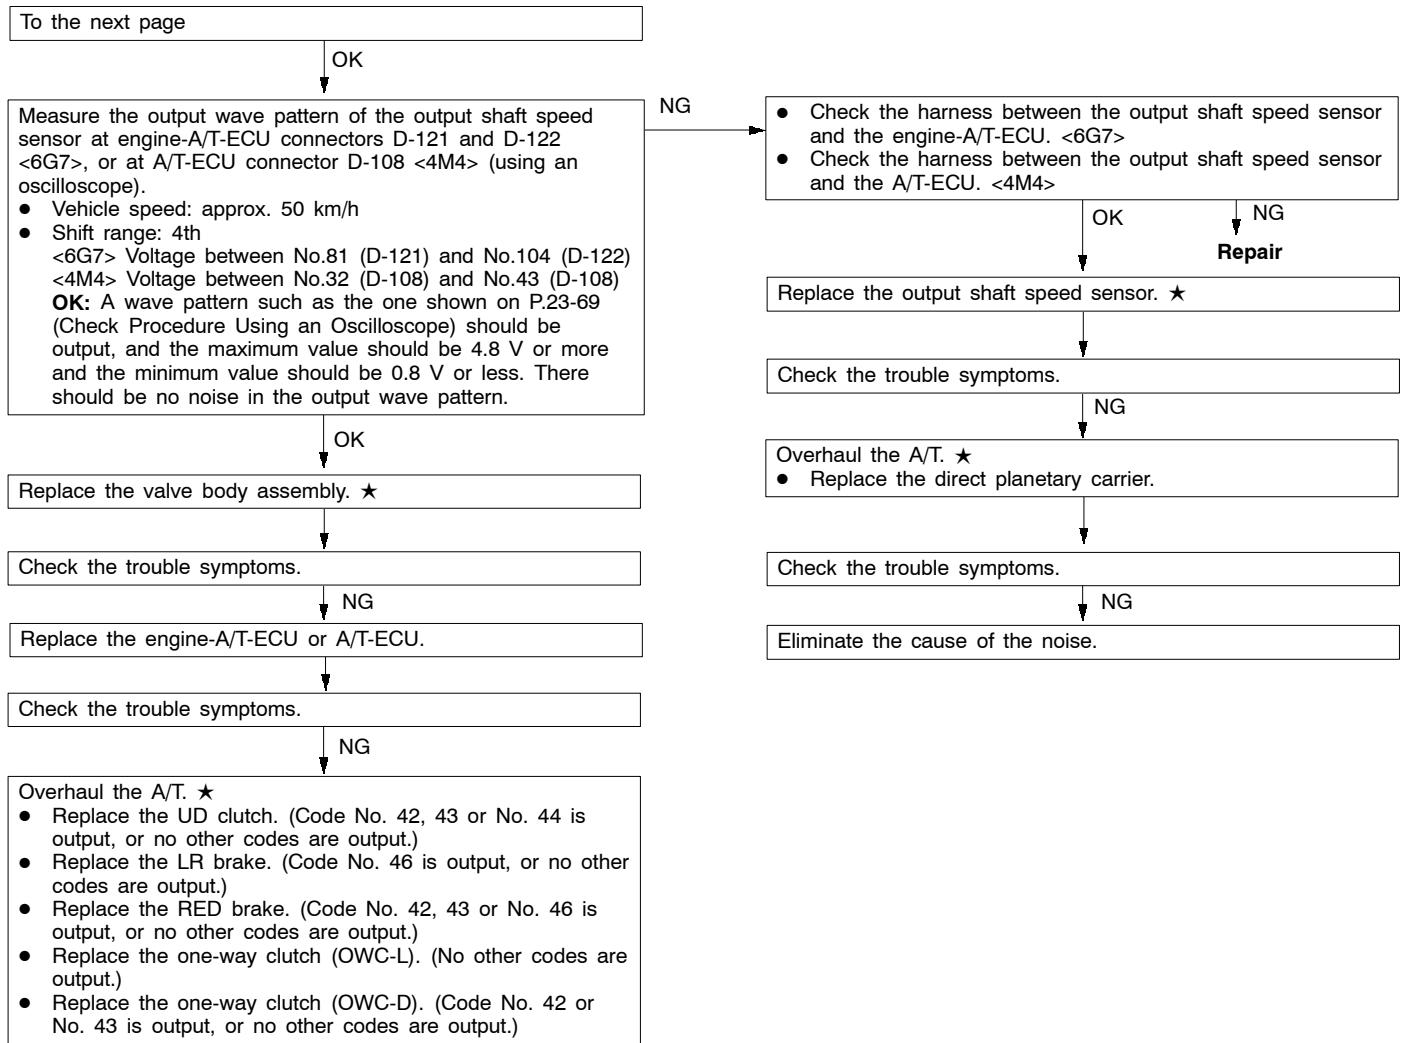 To the next page
OK
Measure the output wave pattern of the output shaft speed
sensor at engine-A/T-ECU connectors D-121 and D-122
<6G7>, or at A/T-ECU connector D-108 <4M4> (using an
oscilloscope).
● Vehicle speed: approx. 50 km/h
● Shift range: 4th
<6G7> Voltage between No.81 (D-121) and No.104 (D-122)
<4M4> Voltage between No.32 (D-108) and No.43 (D-108)
OK: A wave pattern such as the one shown on P.23-69
(Check Procedure Using an Oscilloscope) should be
output, and the maximum value should be 4.8 V or more
and the minimum value should be 0.8 V or less. There
should be no noise in the output wave pattern.
OK
Replace the valve body assembly. ★
Check the trouble symptoms.
NG
Replace the engine-A/T-ECU or A/T-ECU.
Check the trouble symptoms.
NG
Overhaul the A/T. ★
● Replace the UD clutch. (Code No. 42, 43 or No. 44 is
output, or no other codes are output.)
● Replace the LR brake. (Code No. 46 is output, or no other
codes are output.)
● Replace the RED brake. (Code No. 42, 43 or No. 46 is
output, or no other codes are output.)
● Replace the one-way clutch (OWC-L). (No other codes are
output.)
● Replace the one-way clutch (OWC-D). (Code No. 42 or
No. 43 is output, or no other codes are output.)
NG
● Check the harness between the output shaft speed sensor
and the engine-A/T-ECU. <6G7>
● Check the harness between the output shaft speed sensor
and the A/T-ECU. <4M4>
OK
NG
Repair
Replace the output shaft speed sensor. ★
Check the trouble symptoms.
NG
Overhaul the A/T. ★
● Replace the direct planetary carrier.
Check the trouble symptoms.
NG
Eliminate the cause of the noise.